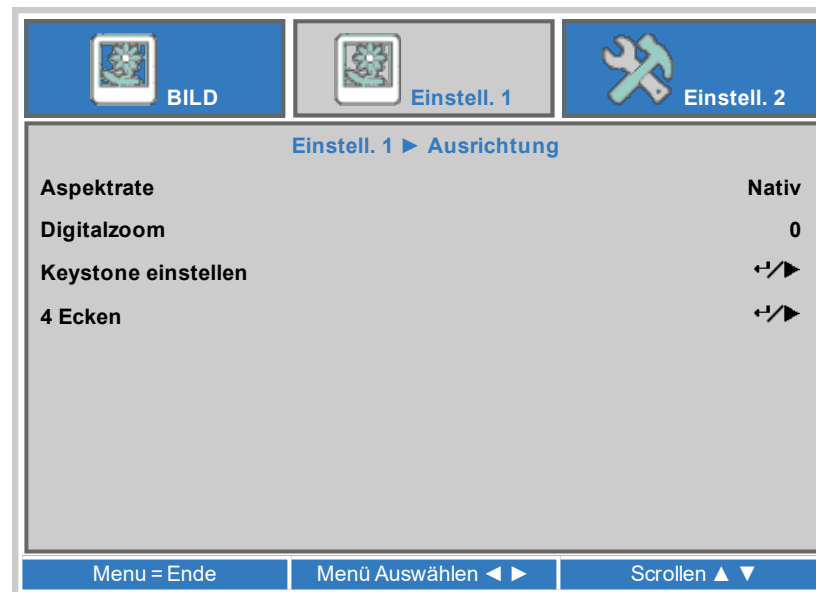 BILD
Einstell. 1
Einstell. 2
Einstell. 1 ► Ausrichtung
Aspektrate Nativ
Digitalzoom 0
Keystone einstellen ↵/►
4 Ecken ↵/►
Menu = Ende
Menü Auswählen ◄ ►
Scrollen ▲ ▼